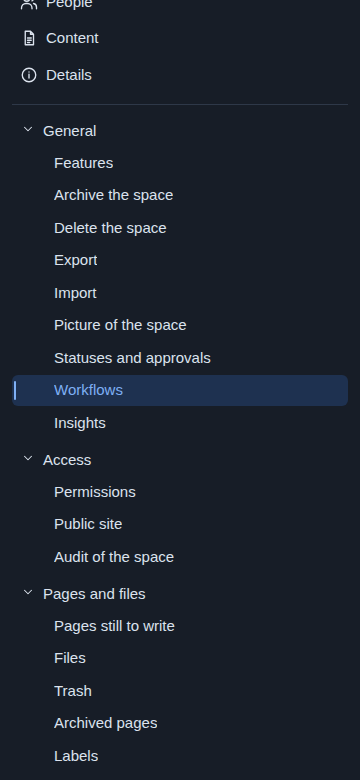 People
Content
Details
General
Features
Archive the space
Delete the space
Export
Import
Picture of the space
Statuses and approvals
Workflows
Insights
Access
Permissions
Public site
Audit of the space
Pages and files
Pages still to write
Files
Trash
Archived pages
Labels